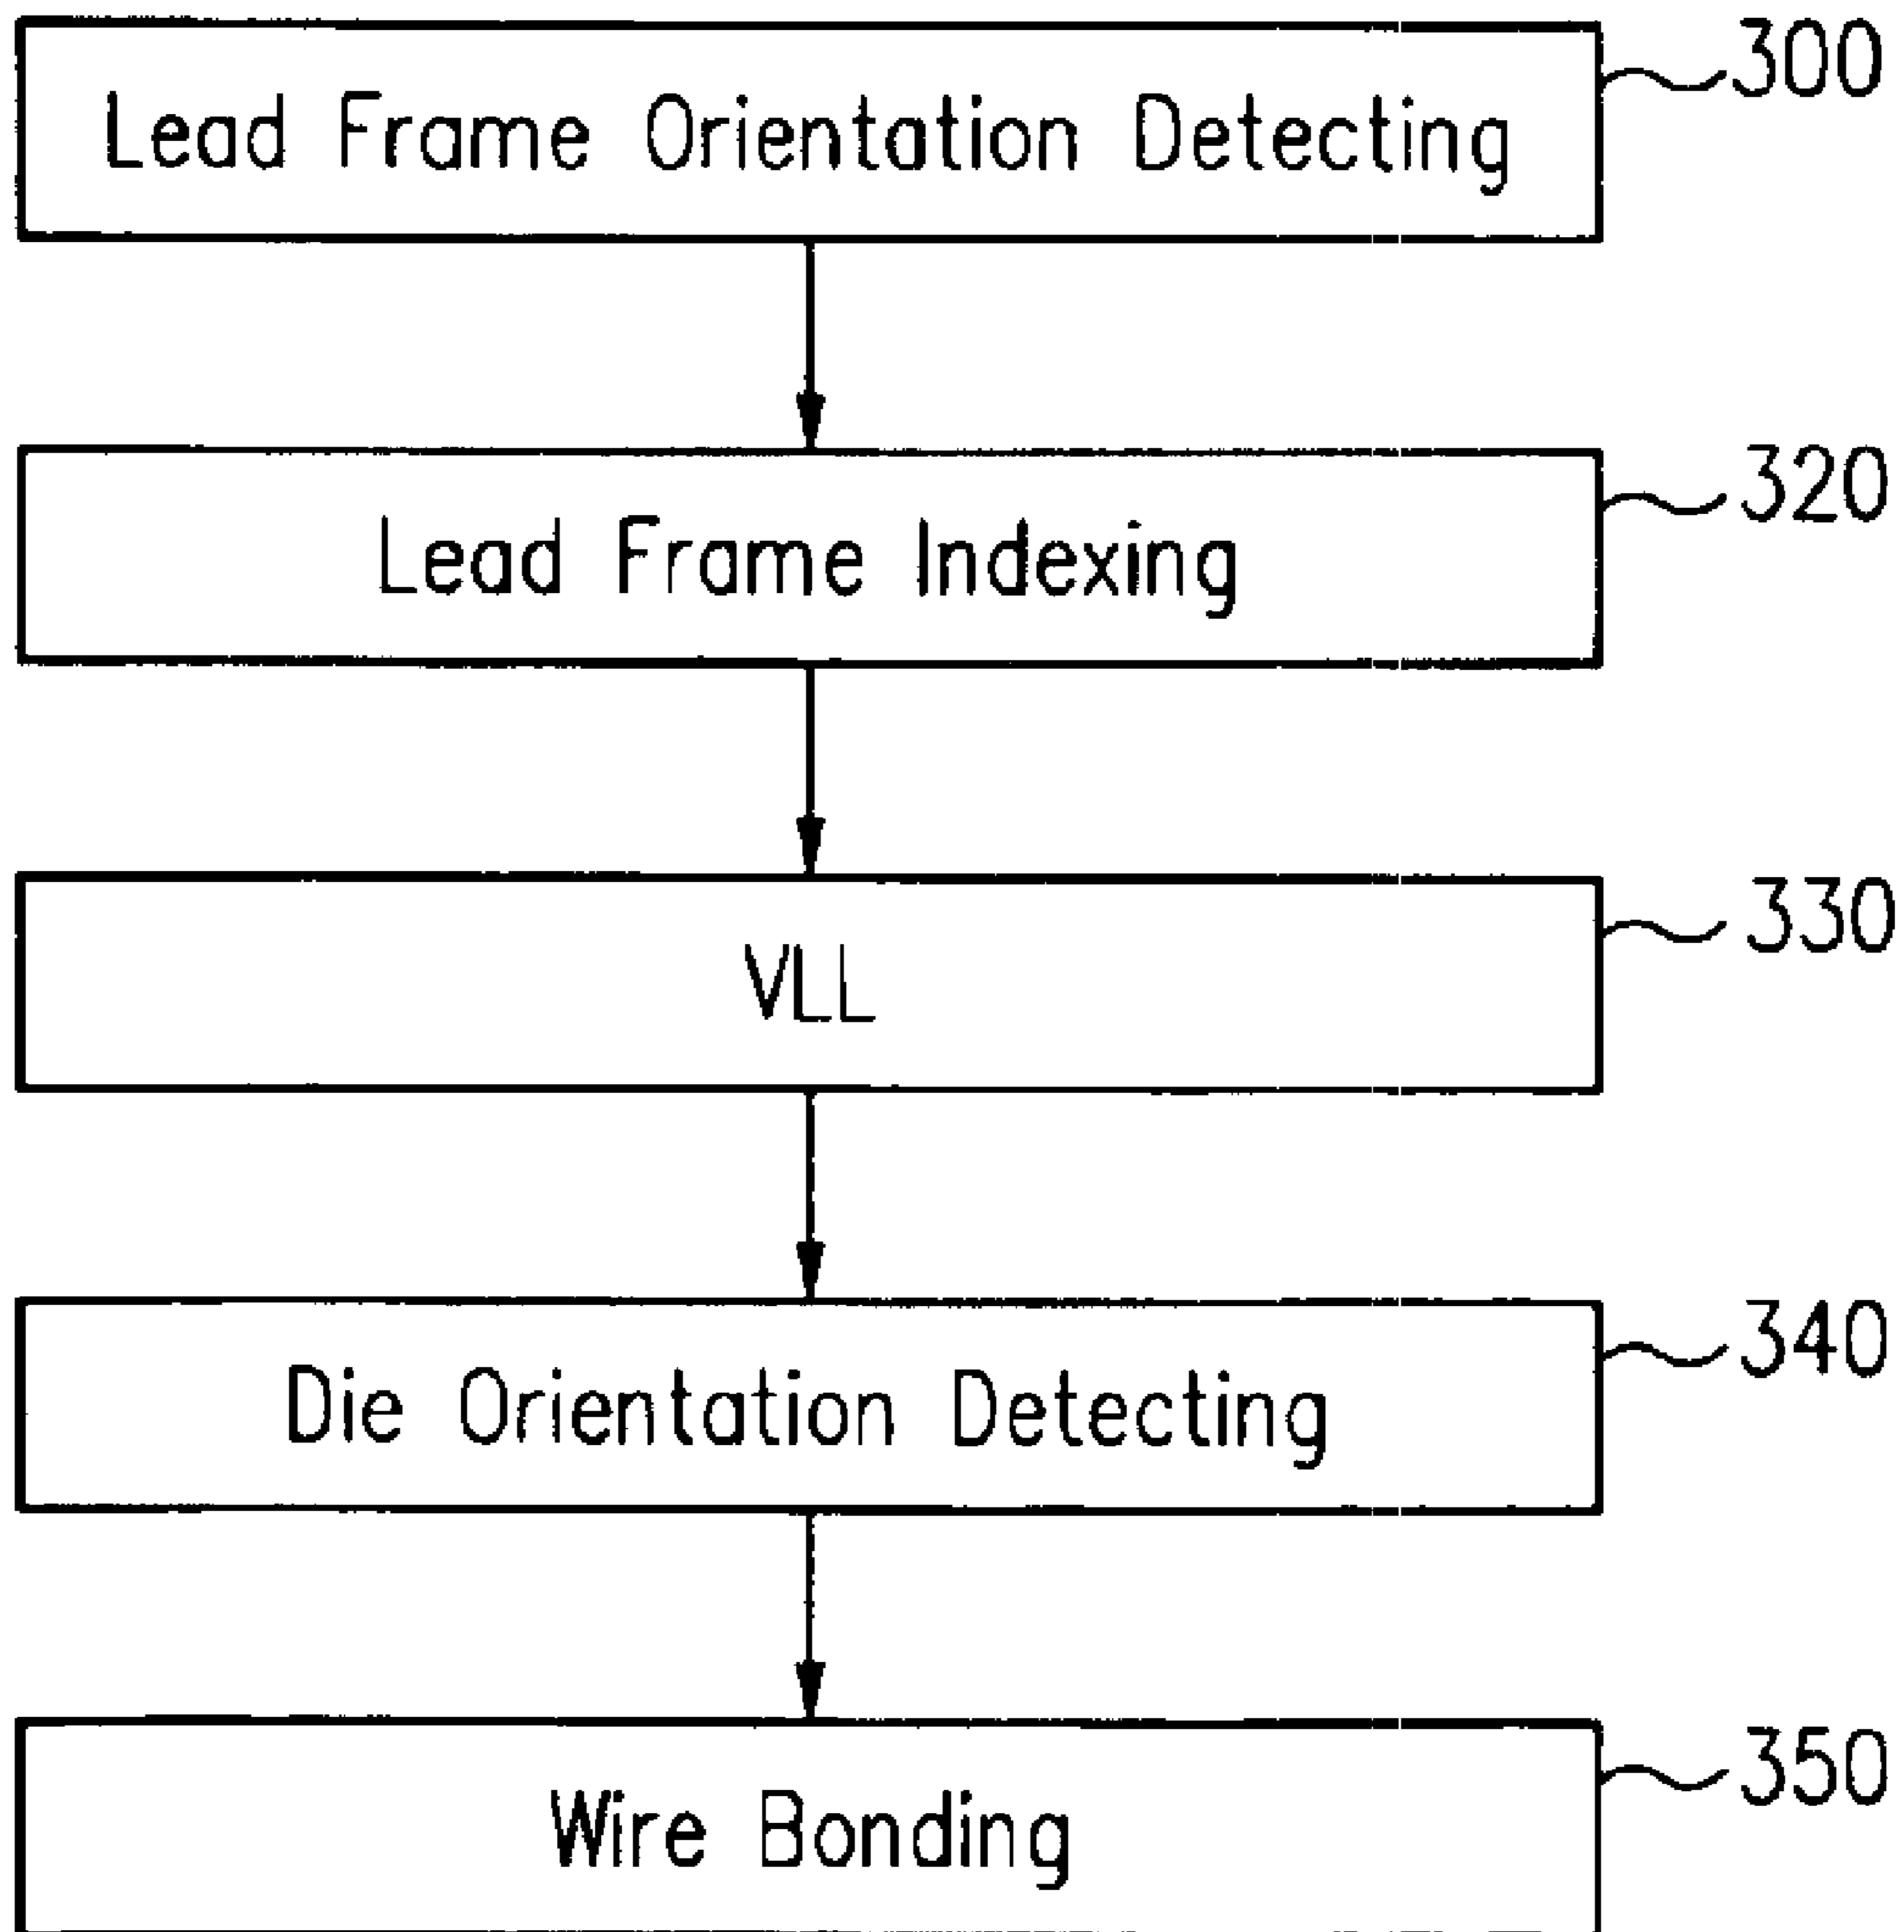 Lead Frame Orientation Detecting
300
Lead Frame Indexing
320
VLL
330
Die Orientation Detecting
340
Wire Bonding
350